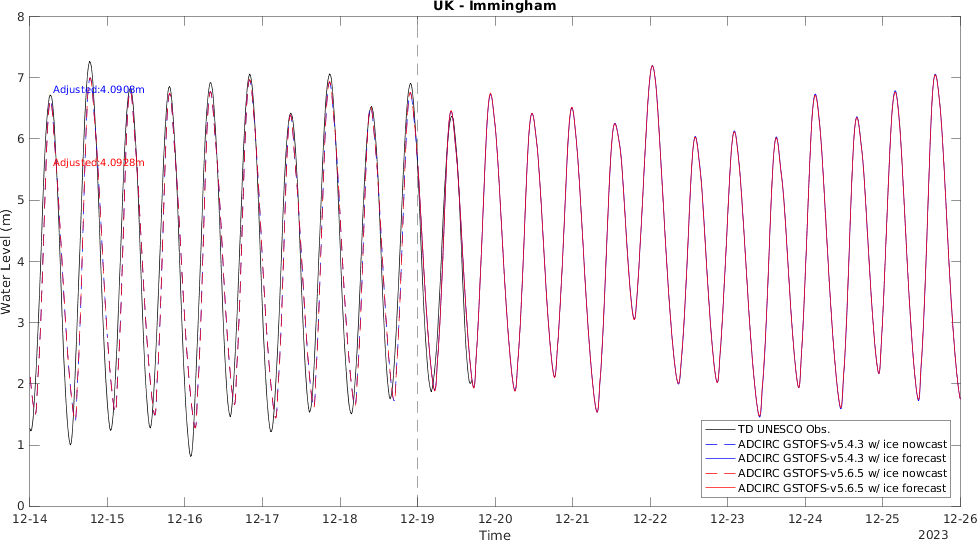 UK - Immingham
8
7
6
5
4
3
2
1
0
Water Level (m)
Adjusted:4.0908m
Adjusted:4.0928m
TD UNESCO Obs.
ADCIRC GSTOFS-v5.4.3 w/ ice nowcast
ADCIRC GSTOFS-v5.4.3 w/ ice forecast
ADCIRC GSTOFS-v5.6.5 w/ ice nowcast
ADCIRC GSTOFS-v5.6.5 w/ ice forecast
12-14 12-15 12-16 12-17 12-18 12-19 12-20 12-21 12-22 12-23 12-24 12-25 12-26
Time
2023